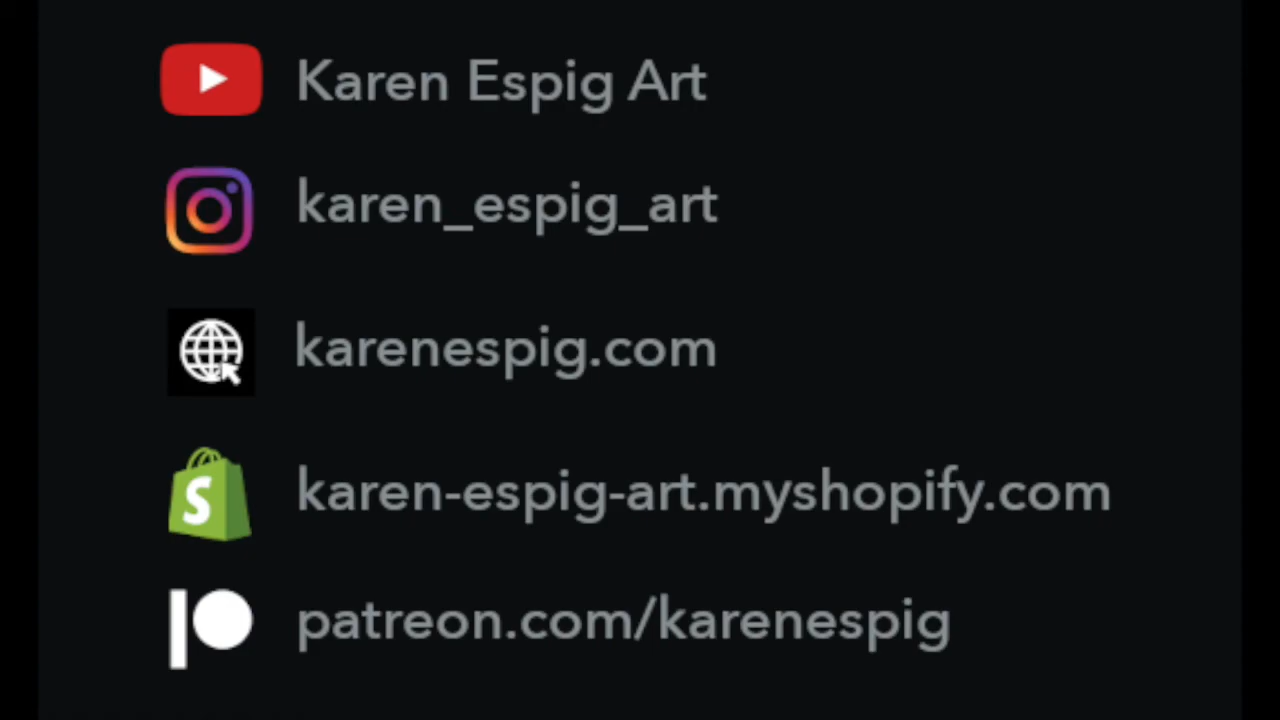 Karen Espig Art
karen_espig_art
karenespig.com
karen-espig-art.myshopify.com
patreon.com/karenespig